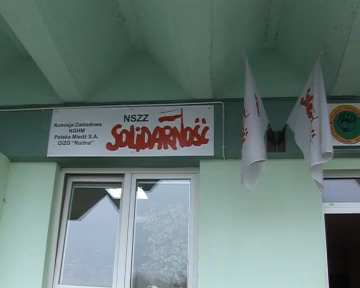 Komisja Zakładowa
KGHM
Polska Miedź S.A.
O/ZG "Rudna"
NSZZ
SOLIDARNOŚĆ